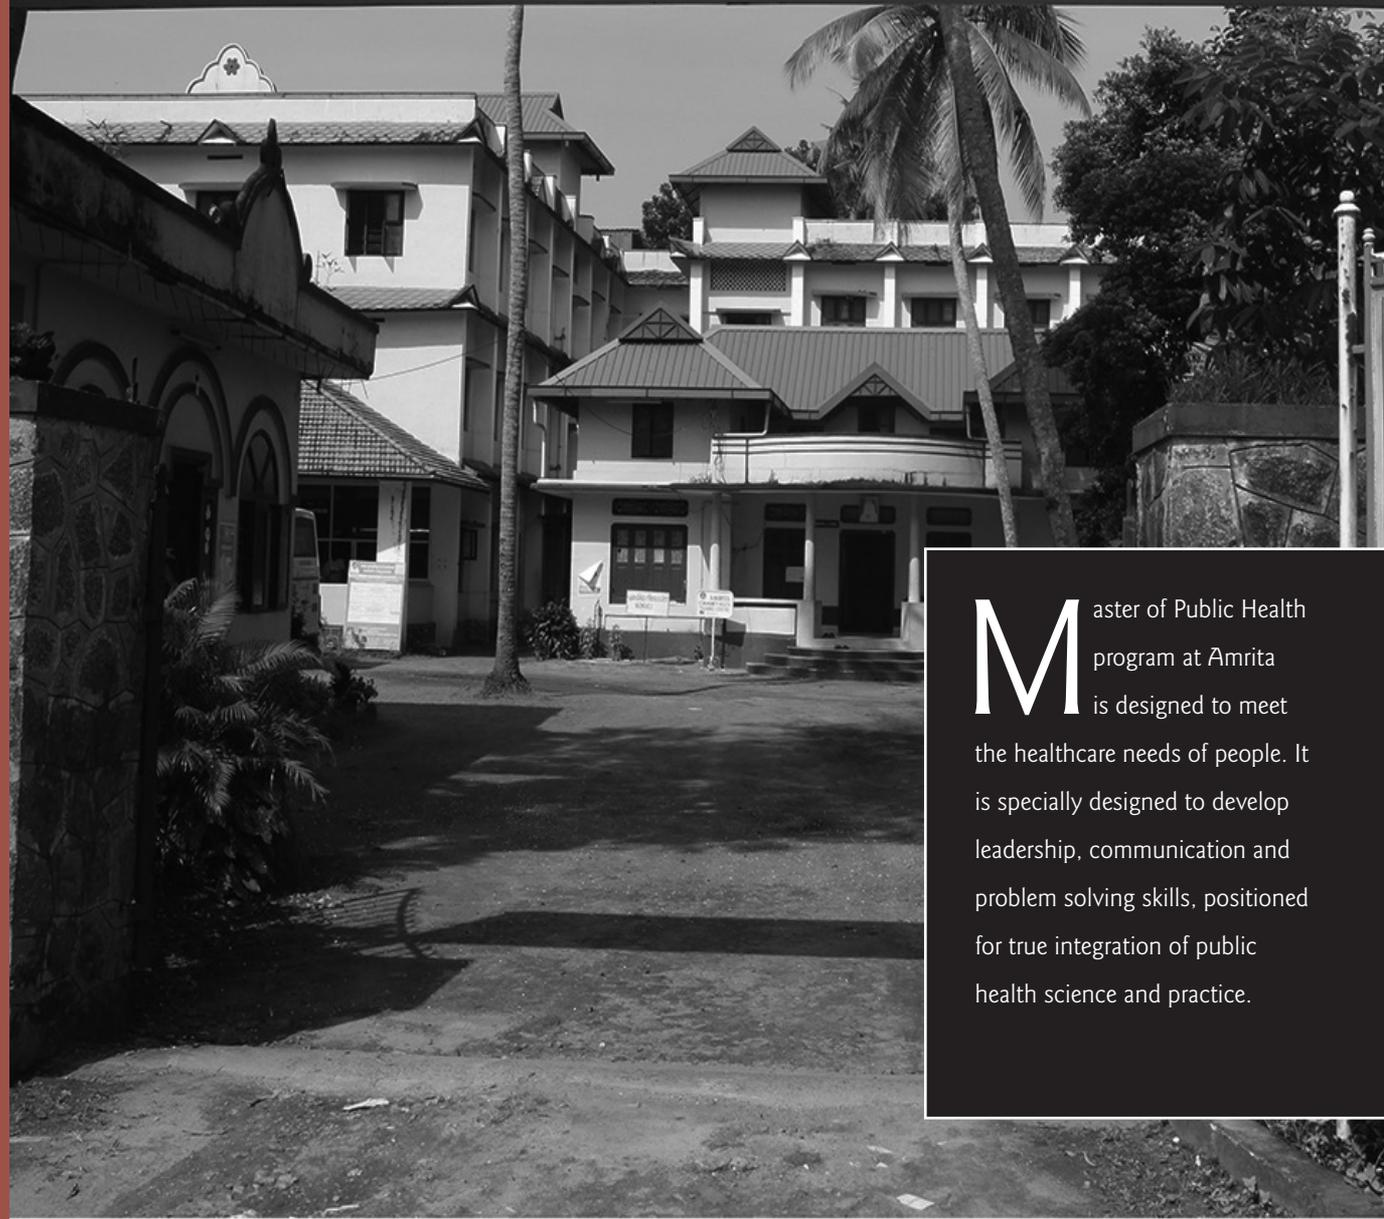 Master of Public Health
program at Amrita
is designed to meet
the healthcare needs of people. It
is specially designed to develop
leadership, communication and
problem solving skills, positioned
for true integration of public
health science and practice.